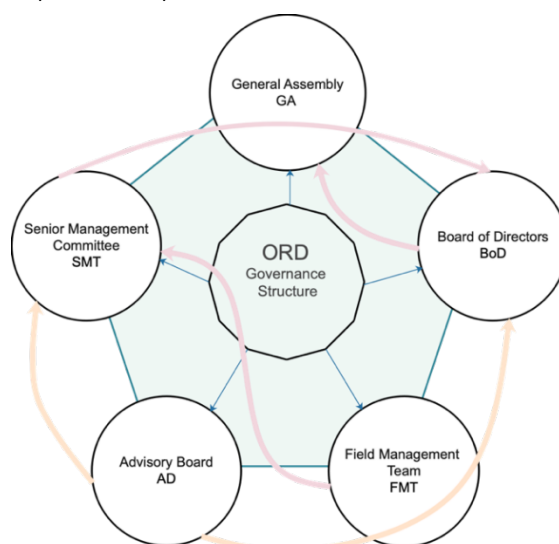 General Assembly
GA
Senior Management
Committee
SMT
ORD
Governance
Structure
Board of Directors
BoD
Advisory Board
AD
Field Management
Team
FMT